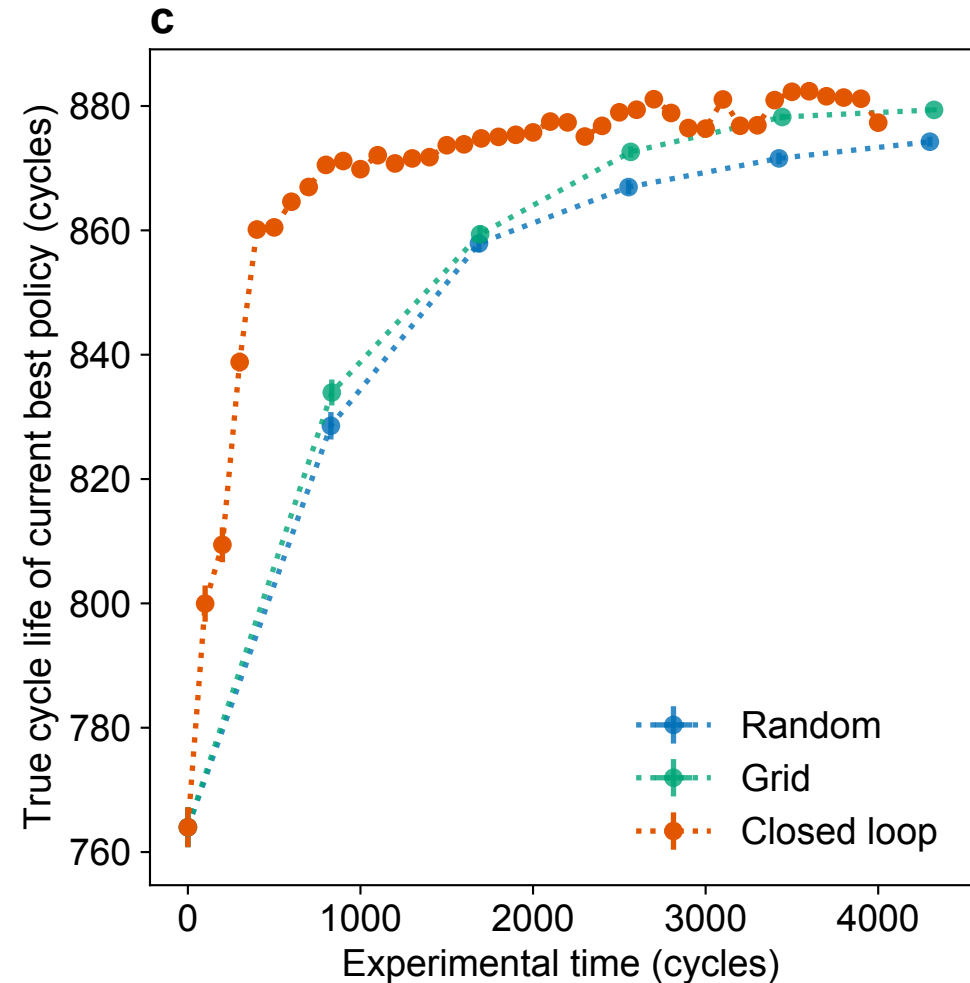 c
True cycle life of current best policy (cycles)
880
860
840
820
800
780
760
Random
Grid
Closed loop
0 1000 2000 3000 4000
Experimental time (cycles)